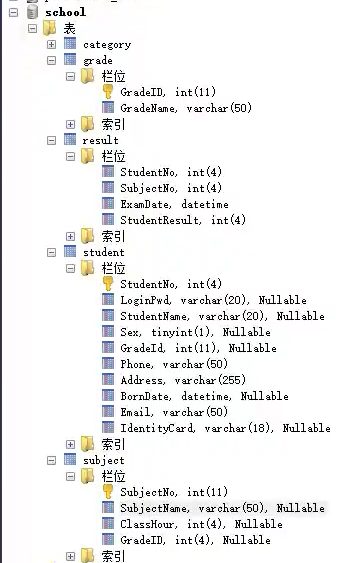 school
表
category
grade
栏位
GradeID, int(11)
GradeName, varchar(50)
索引
result
栏位
StudentNo, int(4)
SubjectNo, int(4)
ExamDate, datetime
StudentResult, int(4)
索引
student
栏位
StudentNo, int(4)
LoginPwd, varchar(20), Nullable
StudentName, varchar(20), Nullable
Sex, tinyint(1), Nullable
GradeId, int(11), Nullable
Phone, varchar(50)
Address, varchar(255)
BornDate, datetime, Nullable
Email, varchar(50)
IdentityCard, varchar(18), Nullable
索引
subject
栏位
SubjectNo, int(11)
SubjectName, varchar(50), Nullable
ClassHour, int(4), Nullable
GradeID, int(4), Nullable
索引